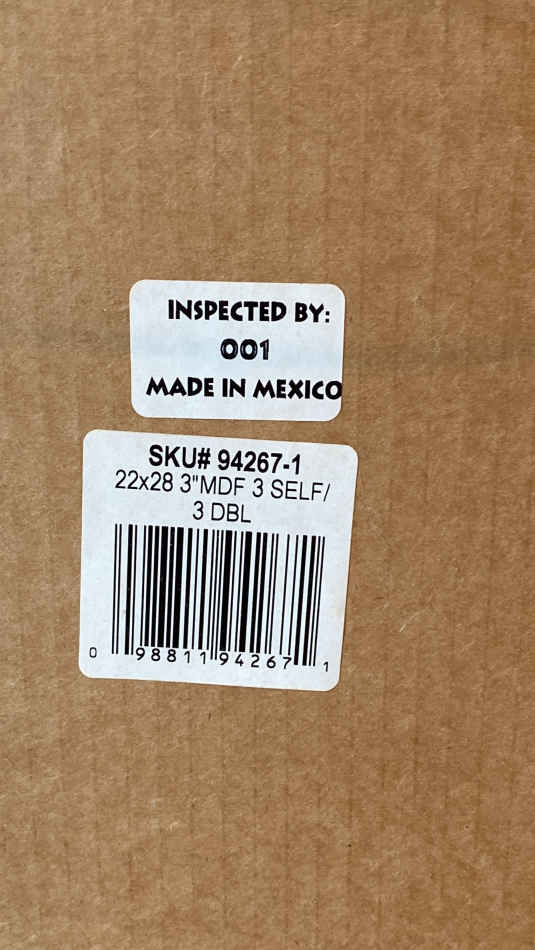 INSPECTED BY:
001
MADE IN MEXICO
SKU# 94267-1
22x28 3"MDF 3 SELF/
3 DBL
0 98811 94267 1